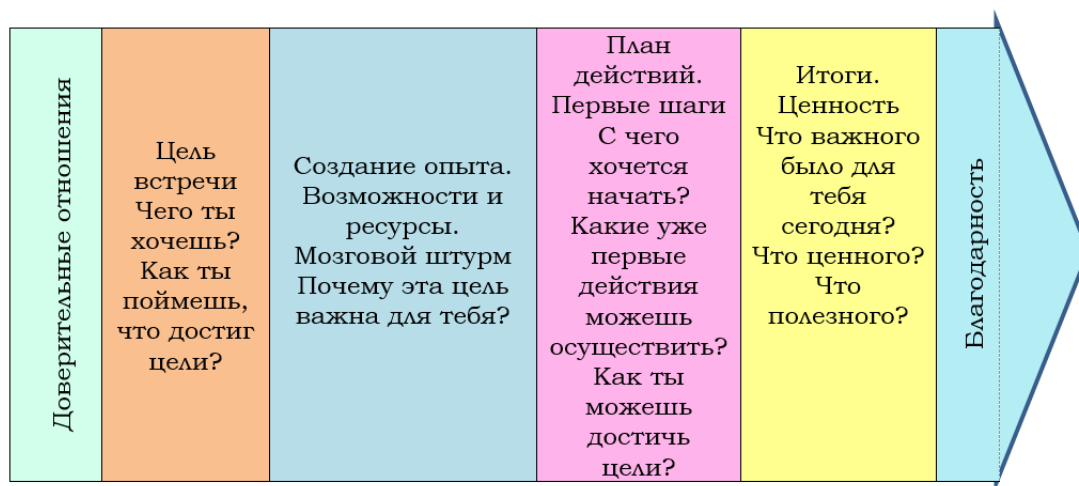 Доверительные отношения
Цель
встречи
Чего ты
хочешь?
Как ты
поймешь,
что достиг
цели?
Создание опыта.
Возможности и
ресурсы.
Мозговой штурм
Почему эта цель
важна для тебя?
План
действий.
Первые шаги
С чего
хочется
начать?
Какие уже
первые
действия
можешь
осуществить?
Как ты
можешь
достичь
цели?
Итоги.
Ценность
Что важного
было для
тебя
сегодня?
Что ценного?
Что
полезного?
Благодарность